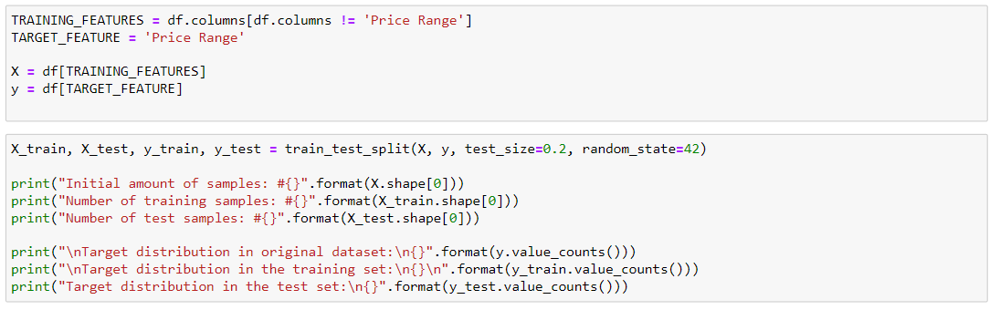 TRAINING_FEATURES = df.columns[df.columns != 'Price Range']
TARGET_FEATURE = 'Price Range'
X = df[TRAINING_FEATURES]
y = df[TARGET_FEATURE]
X_train, X_test, y_train, y_test = train_test_split(X, y, test_size=0.2, random_state=42)
print("Initial amount of samples: #{}".format(X.shape[0]))
print("Number of training samples: #{}".format(X_train.shape[0]))
print("Number of test samples: #{}".format(X_test.shape[0]))
print("\nTarget distribution in original dataset:\n{}".format(y.value_counts()))
print("\nTarget distribution in the training set:\n{}\n".format(y_train.value_counts()))
print("Target distribution in the test set:\n{}".format(y_test.value_counts()))